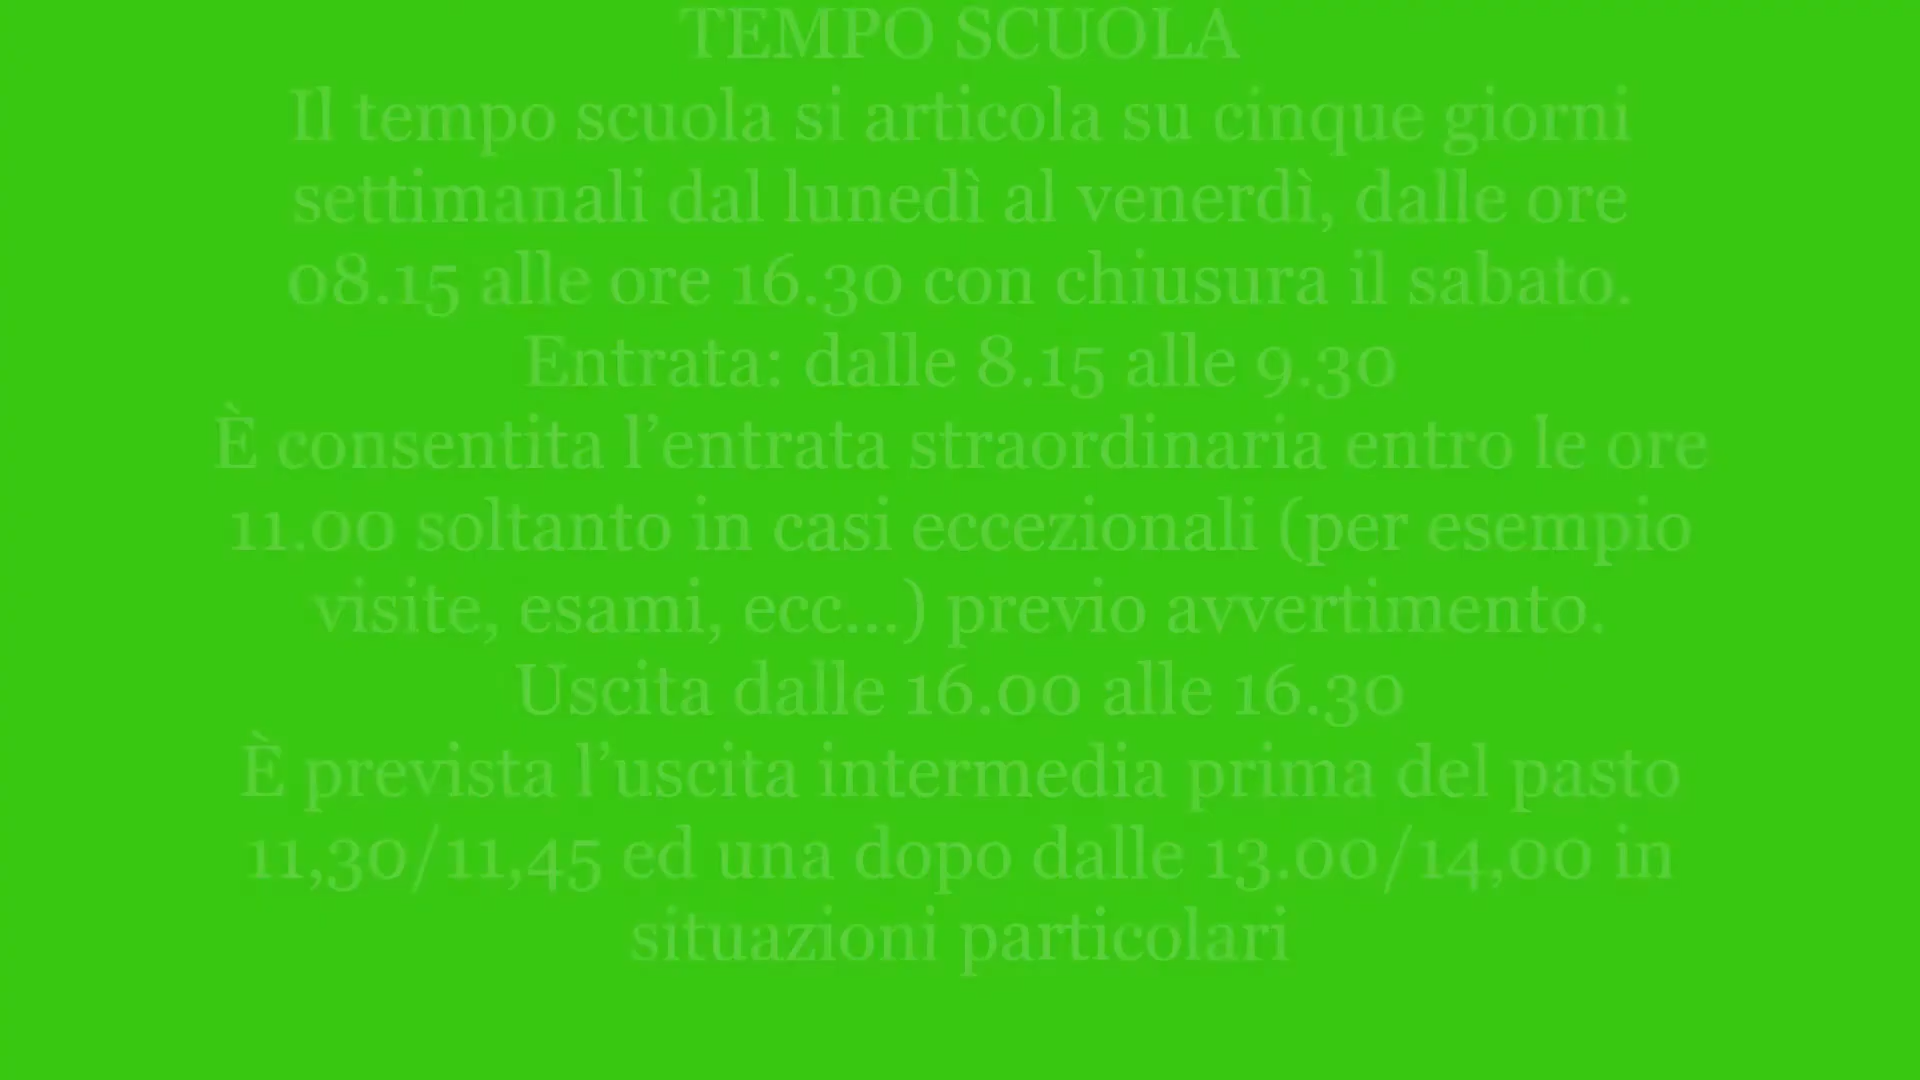 TEMPO SCUOLA
Il tempo scuola si articola su cinque giorni
settimanali dal lunedì al venerdì, dalle ore
08.15 alle ore 16.30 con chiusura il sabato.
Entrata: dalle 8.15 alle 9.30
È consentita l’entrata straordinaria entro le ore
11.00 soltanto in casi eccezionali (per esempio
visite, esami, ecc...) previo avvertimento.
Uscita dalle 16.00 alle 16.30
È prevista l’uscita intermedia prima del pasto
11,30/11,45 ed una dopo dalle 13.00/14,00 in
situazioni particolari